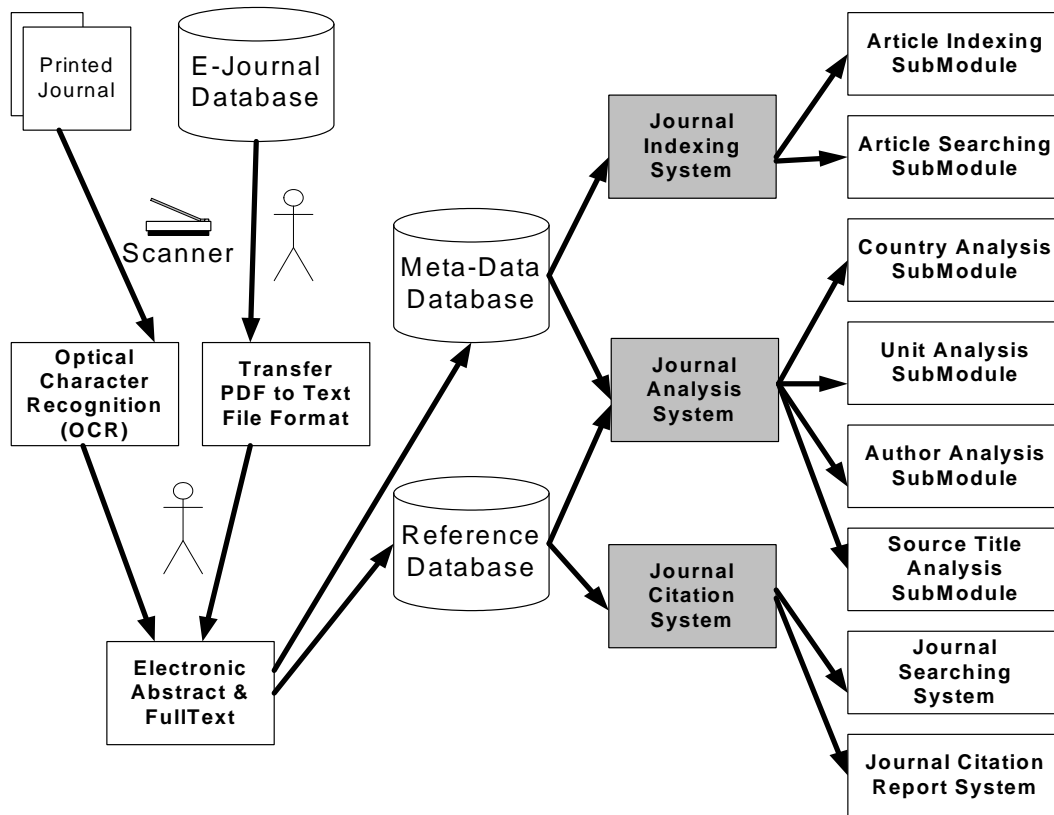 Printed
Journal
E-Journal
Database
Scanner
Optical
Character
Recognition
(OCR)
Transfer
PDF to Text
File Format
Electronic
Abstract &
FullText
Meta-Data
Database
Reference
Database
Journal
Indexing
System
Journal
Analysis
System
Journal
Citation
System
Article Indexing
SubModule
Article Searching
SubModule
Country Analysis
SubModule
Unit Analysis
SubModule
Author Analysis
SubModule
Source Title
Analysis
SubModule
Journal
Searching
System
Journal Citation
Report System